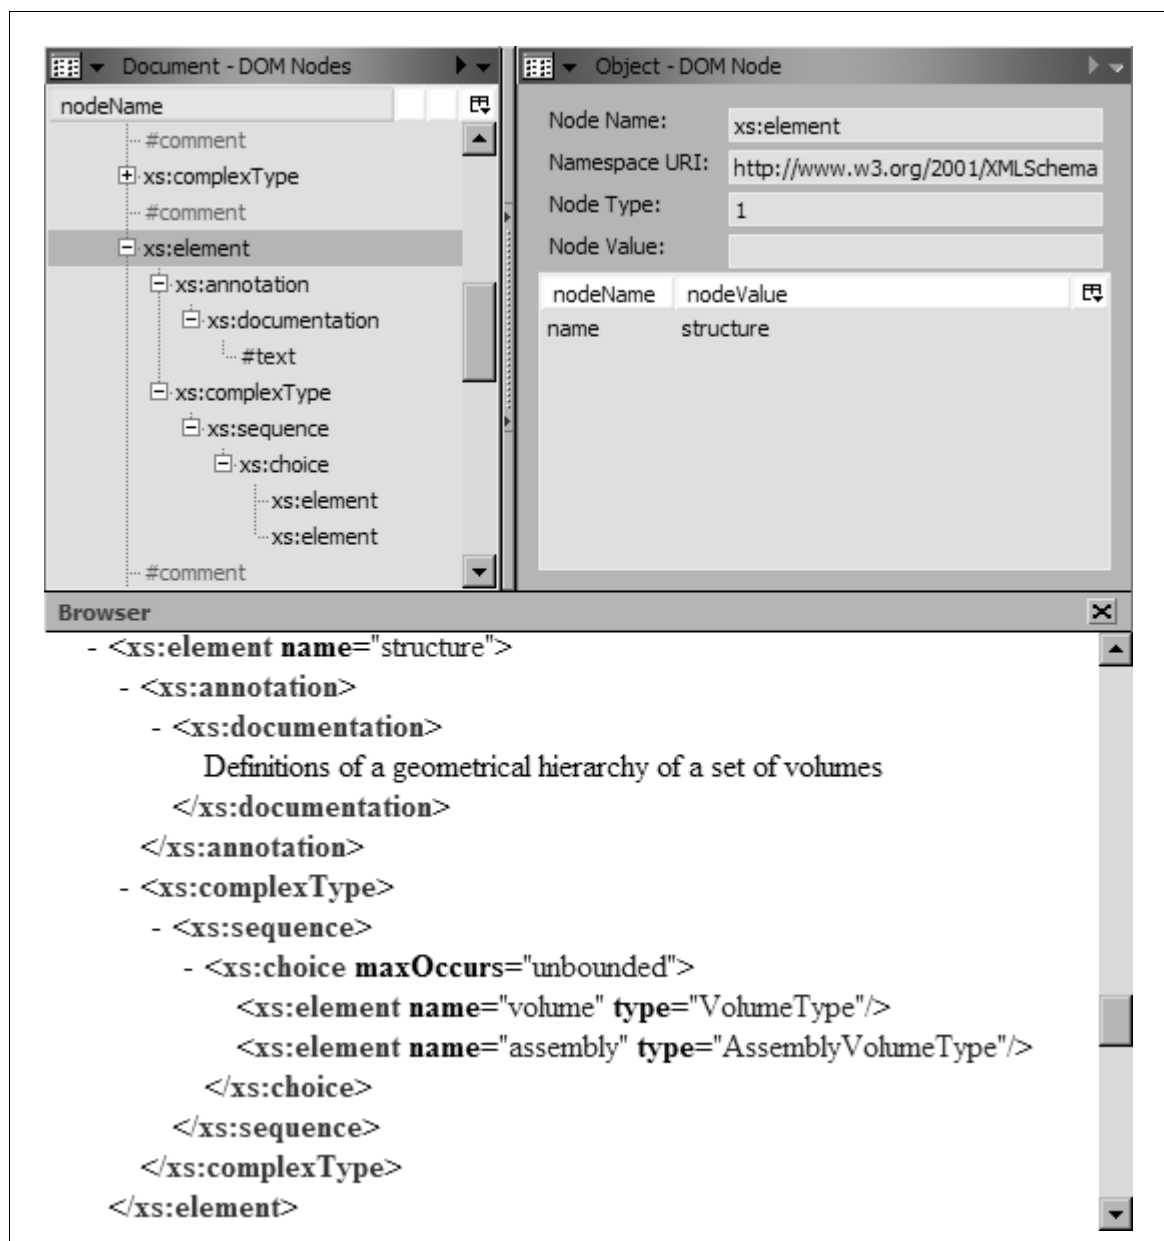 Document - DOM Nodes
nodeName
#comment
xs:complexType
#comment
xs:element
xs:annotation
xs:documentation
#text
xs:complexType
xs:sequence
xs:choice
xs:element
xs:element
#comment
Object - DOM Node
Node Name: xs:element
Namespace URI: http://www.w3.org/2001/XMLSchema
Node Type: 1
Node Value:
nodeName nodeValue
name structure
Browser
- <xs:element name="structure">
- <xs:annotation>
- <xs:documentation>
Definitions of a geometrical hierarchy of a set of volumes
</xs:documentation>
</xs:annotation>
- <xs:complexType>
- <xs:sequence>
- <xs:choice maxOccurs="unbounded">
<xs:element name="volume" type="VolumeType"/>
<xs:element name="assembly" type="AssemblyVolumeType"/>
</xs:choice>
</xs:sequence>
</xs:complexType>
</xs:element>